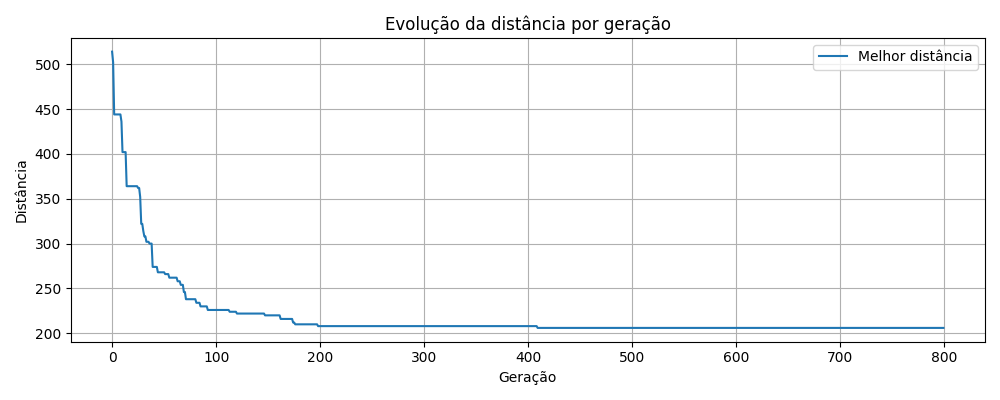 Evolução da distância por geração
Melhor distância
Distância
500
450
400
350
300
250
200
0 100 200 300 400 500 600 700 800
Geração